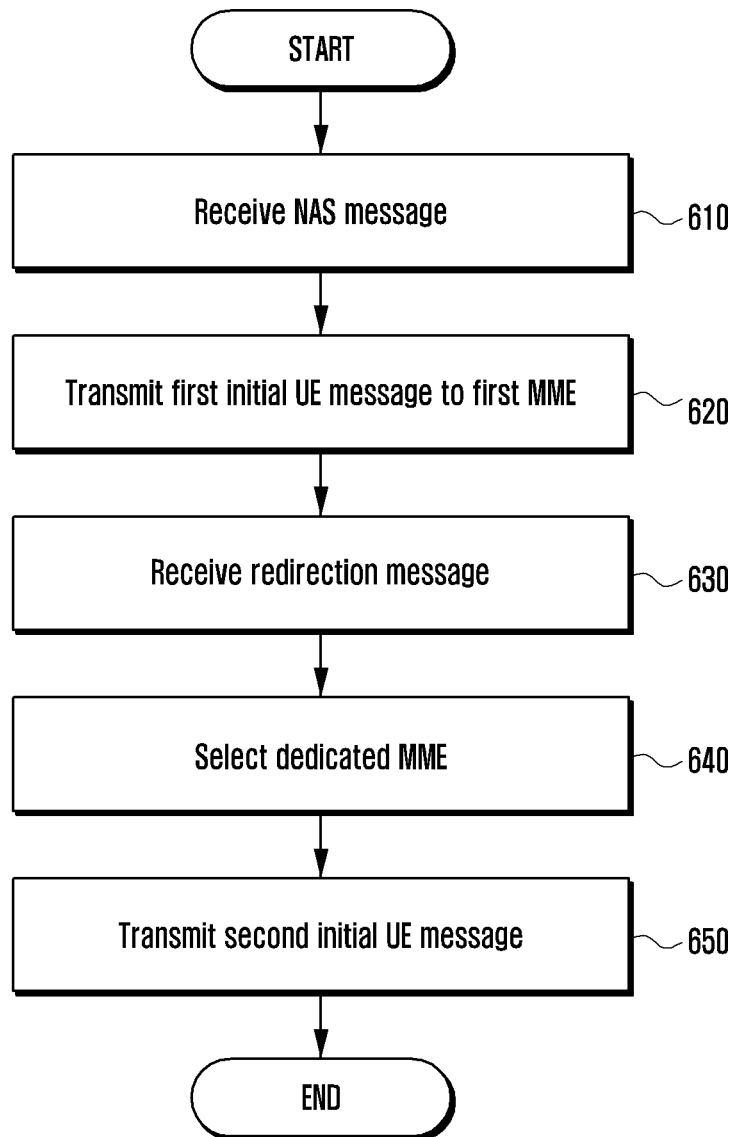 START
Receive NAS message
610
Transmit first initial UE message to first MME
620
Receive redirection message
630
Select dedicated MME
640
Transmit second initial UE message
650
END